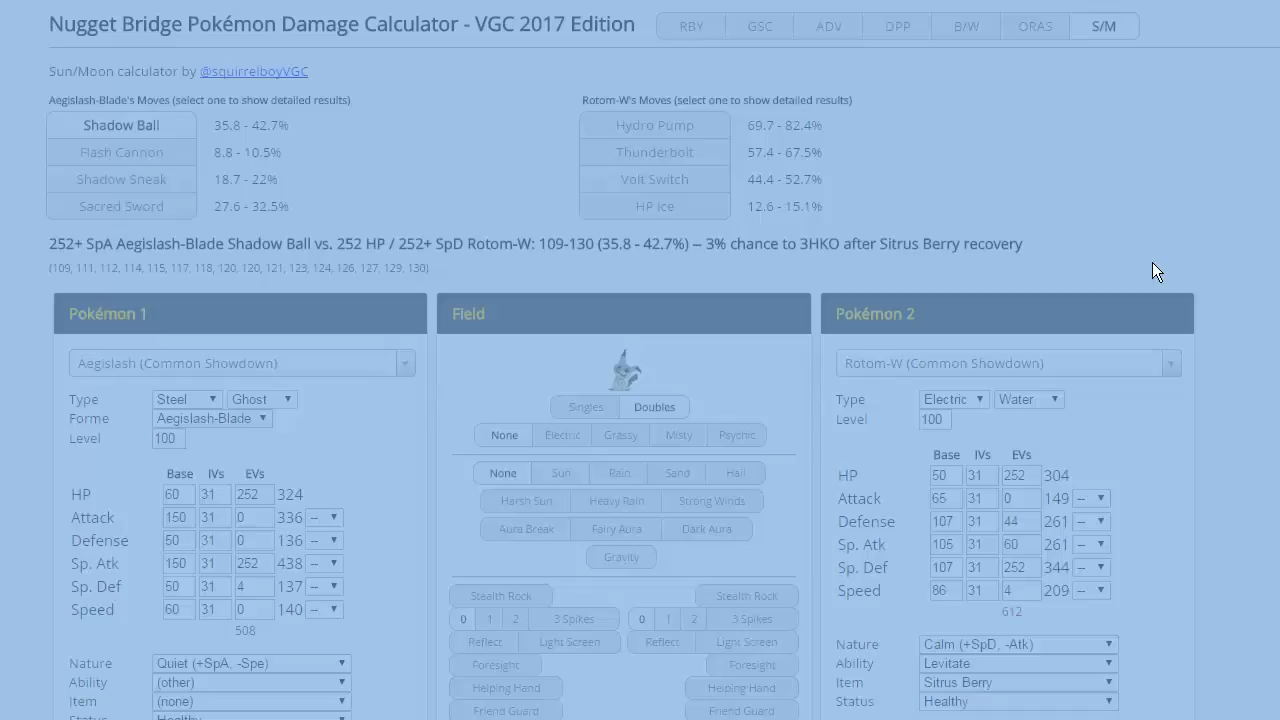 Nugget Bridge Pokémon Damage Calculator - VGC 2017 Edition RBY GSC ADV DPP B/W ORAS S/M
Sun/Moon calculator by @squirrelboyVGC
Aegislash-Blade's Moves (select one to show detailed results) Rotom-W's Moves (select one to show detailed results)
Shadow Ball 35.8 - 42.7% Hydro Pump 69.7 - 82.4%
Flash Cannon 8.8 - 10.5% Thunderbolt 57.4 - 67.5%
Shadow Sneak 18.7 - 22% Volt Switch 44.4 - 52.7%
Sacred Sword 27.6 - 32.5% HP Ice 12.6 - 15.1%
252+ SpA Aegislash-Blade Shadow Ball vs. 252 HP / 252+ SpD Rotom-W: 109-130 (35.8 - 42.7%) -- 3% chance to 3HKO after Sitrus Berry recovery
(109, 111, 112, 114, 115, 117, 118, 120, 120, 121, 123, 124, 126, 127, 129, 130)
Pokémon 1
Aegislash (Common Showdown)
Type Steel Ghost
Forme Aegislash-Blade
Level 100
Base IVs EVs
HP 60 31 252 324
Attack 150 31 0 336 --
Defense 50 31 0 136 --
Sp. Atk 150 31 252 438 --
Sp. Def 50 31 4 137 --
Speed 60 31 0 140 --
508
Nature Quiet (+SpA, -Spe)
Ability (other)
Item (none)
Status Healthy
Field
Singles Doubles
None Electric Grassy Misty Psychic
None Sun Rain Sand Hail
Harsh Sun Heavy Rain Strong Winds
Aura Break Fairy Aura Dark Aura
Gravity
Stealth Rock Stealth Rock
0 1 2 3 Spikes 0 1 2 3 Spikes
Reflect Light Screen Reflect Light Screen
Foresight Foresight
Helping Hand Helping Hand
Friend Guard Friend Guard
Pokémon 2
Rotom-W (Common Showdown)
Type Electric Water
Level 100
Base IVs EVs
HP 50 31 252 304
Attack 65 31 0 149 --
Defense 107 31 44 261 --
Sp. Atk 105 31 60 261 --
Sp. Def 107 31 252 344 --
Speed 86 31 4 209 --
612
Nature Calm (+SpD, -Atk)
Ability Levitate
Item Sitrus Berry
Status Healthy